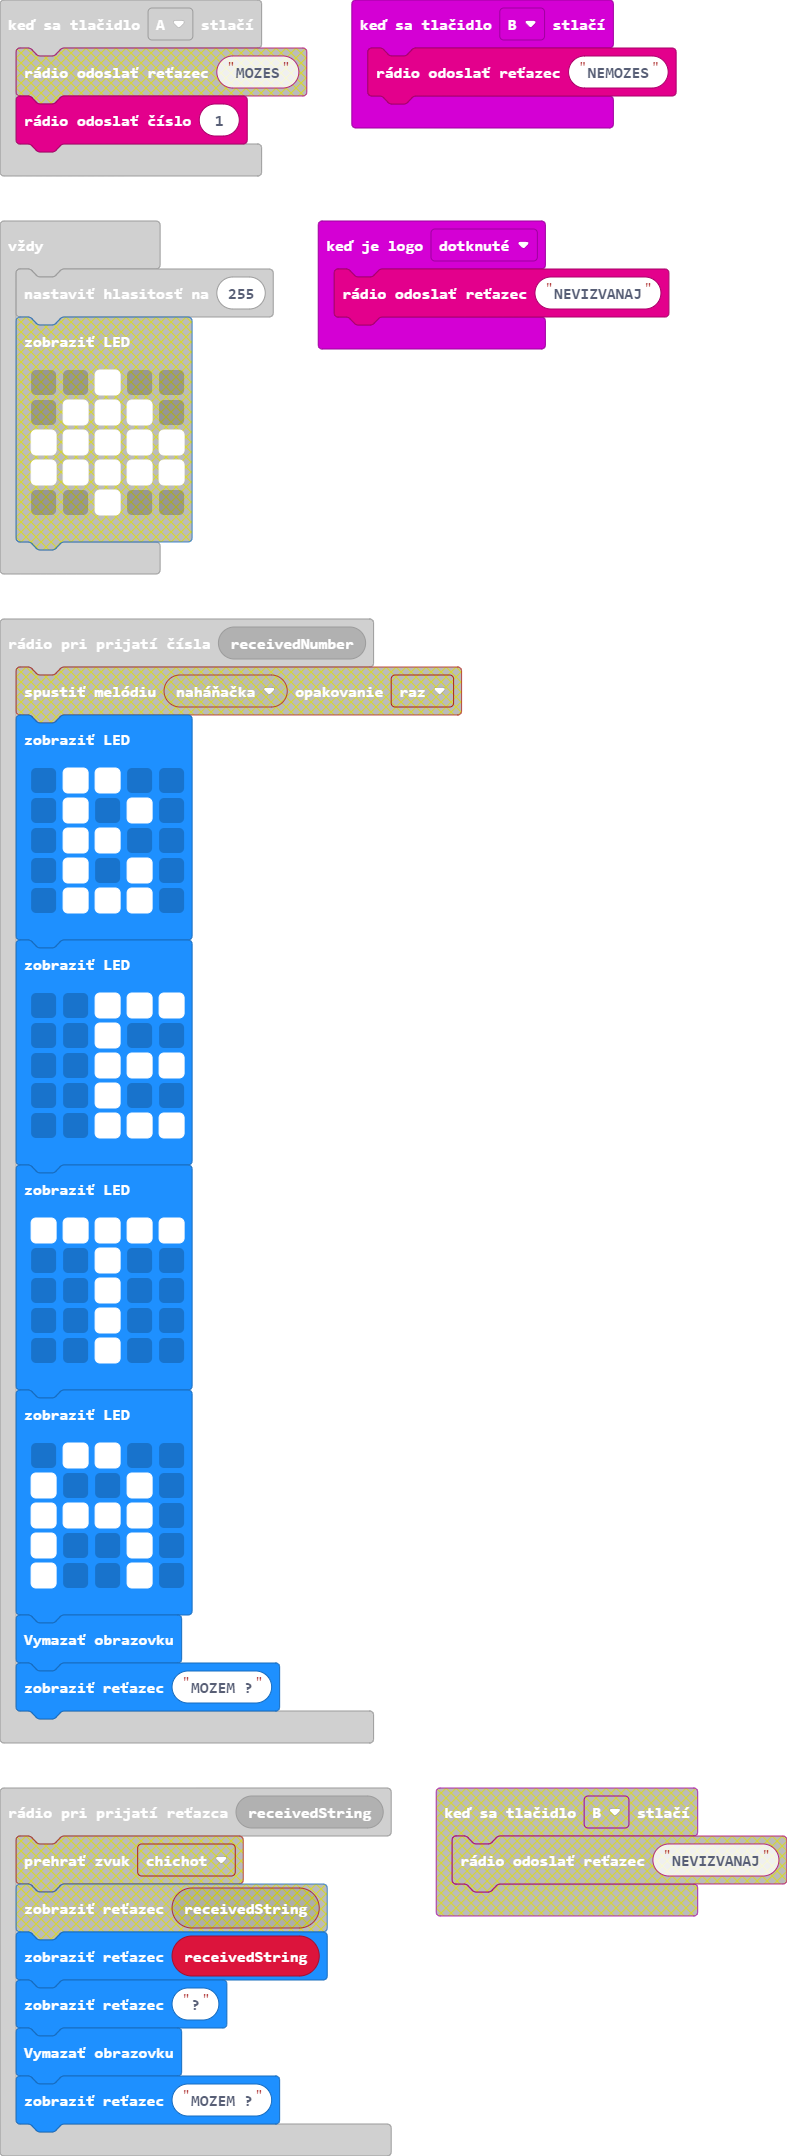 keď sa tlačidlo A stlačí
rádio odoslať reťazec "MOZES"
rádio odoslať číslo 1
keď sa tlačidlo B stlačí
rádio odoslať reťazec "NEMOZES"
vždy
nastaviť hlasitosť na 255
zobraziť LED
keď je logo dotknuté
rádio odoslať reťazec "NEVIZVANAJ"
rádio pri prijatí čísla receivedNumber
spustiť melódiu naháňačka opakovanie raz
zobraziť LED
zobraziť LED
zobraziť LED
zobraziť LED
Vymazať obrazovku
zobraziť reťazec "MOZEM ?"
rádio pri prijatí reťazca receivedString
prehrať zvuk chichot
zobraziť reťazec receivedString
zobraziť reťazec receivedString
zobraziť reťazec "?"
Vymazať obrazovku
zobraziť reťazec "MOZEM ?"
keď sa tlačidlo B stlačí
rádio odoslať reťazec "NEVIZVANAJ"